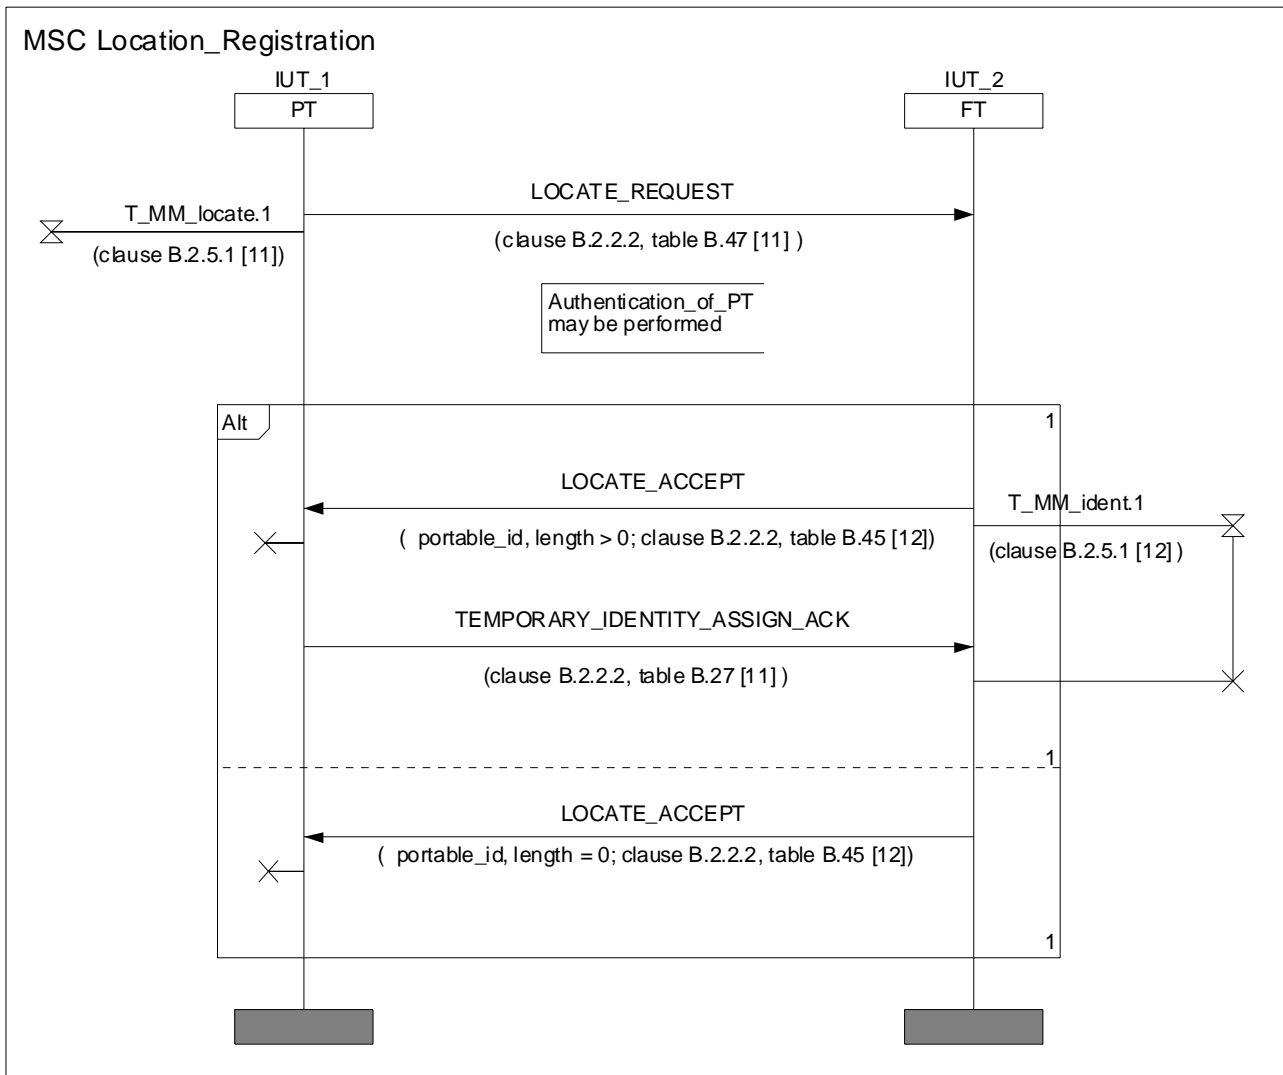 MSC Location_Registration
IUT_1
IUT_2
PT
FT
LOCATE_REQUEST
T_MM_locate.1
(clause B.2.2.2, table B.47 [11] )
(clause B.2.5.1 [11])
Authentication_of_PT
may be performed
Alt
1
LOCATE_ACCEPT
T_MM_ident.1
( portable_id, length > 0; clause B.2.2.2, table B.45 [12])
(clause B.2.5.1 [12] )
TEMPORARY_IDENTITY_ASSIGN_ACK
(clause B.2.2.2, table B.27 [11] )
1
LOCATE_ACCEPT
( portable_id, length = 0; clause B.2.2.2, table B.45 [12])
1